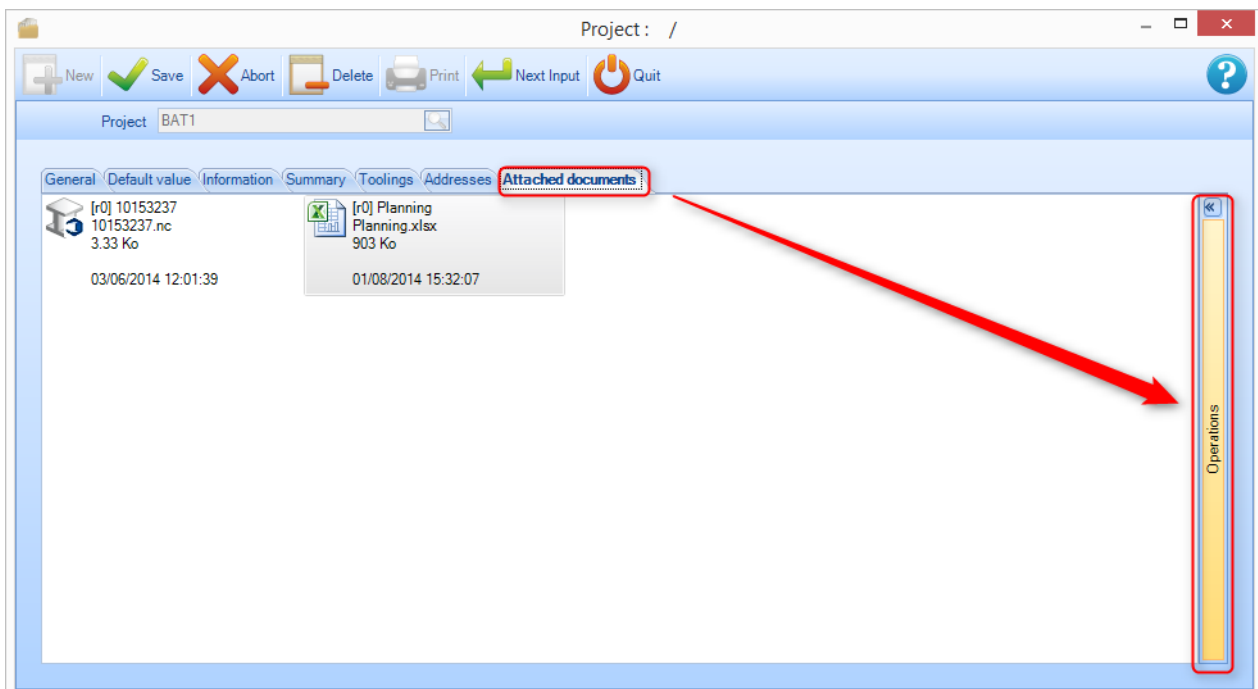 Project : /
New Save Abort Delete Print Next Input Quit ?
Project BAT1
General Default value Information Summary Toolings Addresses Attached documents
[r0] 10153237
10153237.nc
3.33 Ko
03/06/2014 12:01:39
[r0] Planning
Planning.xlsx
903 Ko
01/08/2014 15:32:07
Operations